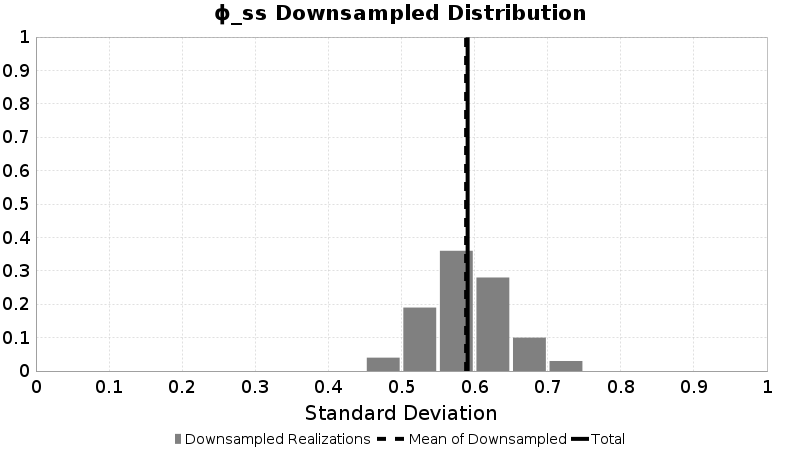 ϕ_ss Downsampled Distribution
1
0.9
0.8
0.7
0.6
0.5
0.4
0.3
0.2
0.1
0
0 0.1 0.2 0.3 0.4 0.5 0.6 0.7 0.8 0.9 1
Standard Deviation
Downsampled Realizations Mean of Downsampled Total